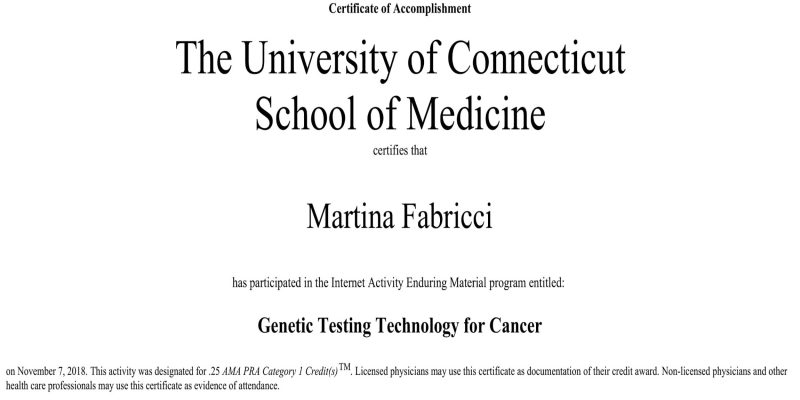 Certificate of Accomplishment
The University of Connecticut
School of Medicine
certifies that
Martina Fabricci
has participated in the Internet Activity Enduring Material program entitled:
Genetic Testing Technology for Cancer
on November 7, 2018. This activity was designated for .25 AMA PRA Category 1 Credit(s)™. Licensed physicians may use this certificate as documentation of their credit award. Non-licensed physicians and other
health care professionals may use this certificate as evidence of attendance.